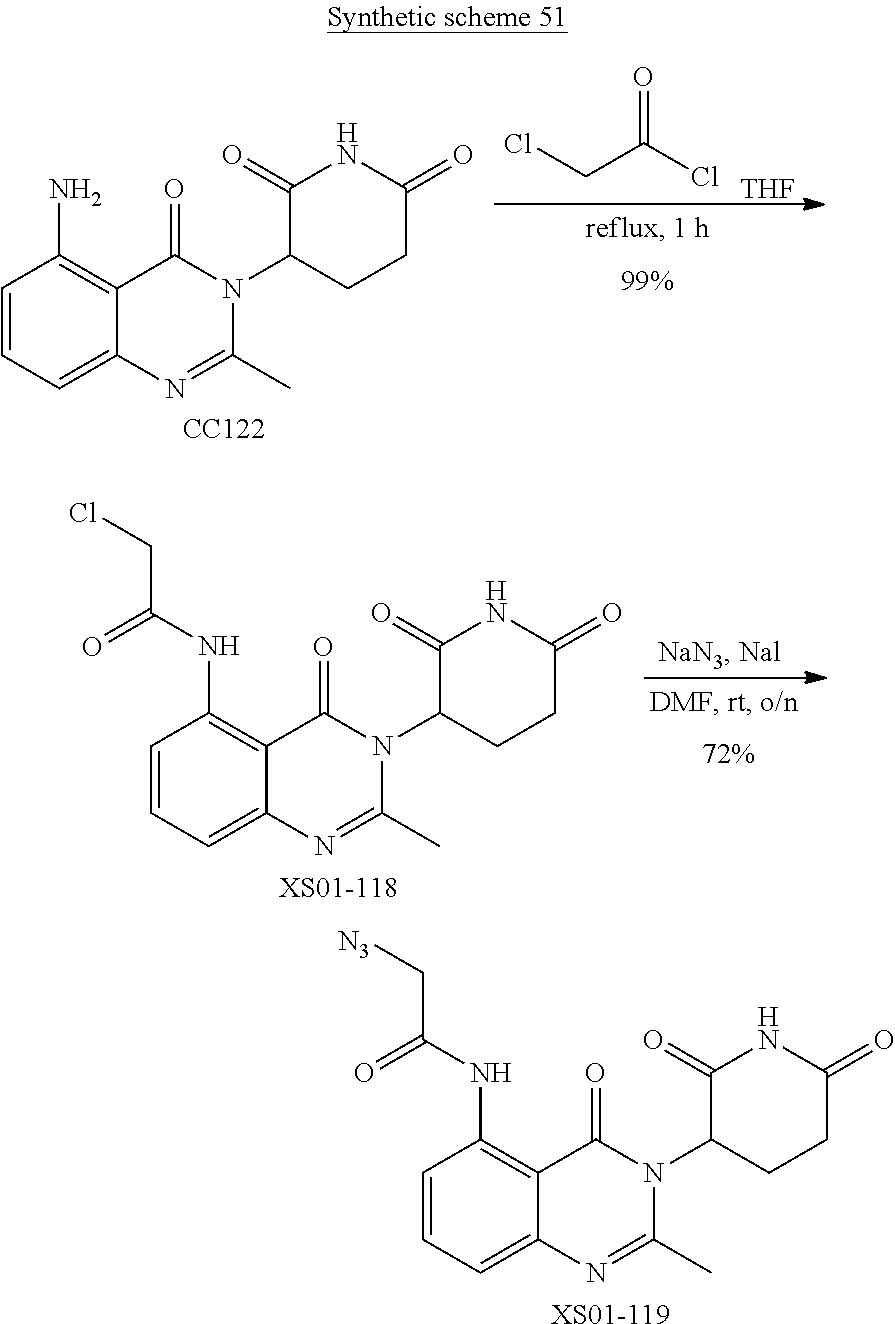 Synthetic scheme 51
O
Cl
Cl
THF
reflux, 1 h
99%
H
N
O
O
NH2
O
N
N
CC122
Cl
O
NH
O
H
N
O
O
N
N
XS01-118
NaN3, NaI
DMF, rt, o/n
72%
N3
O
NH
O
H
N
O
O
N
N
XS01-119